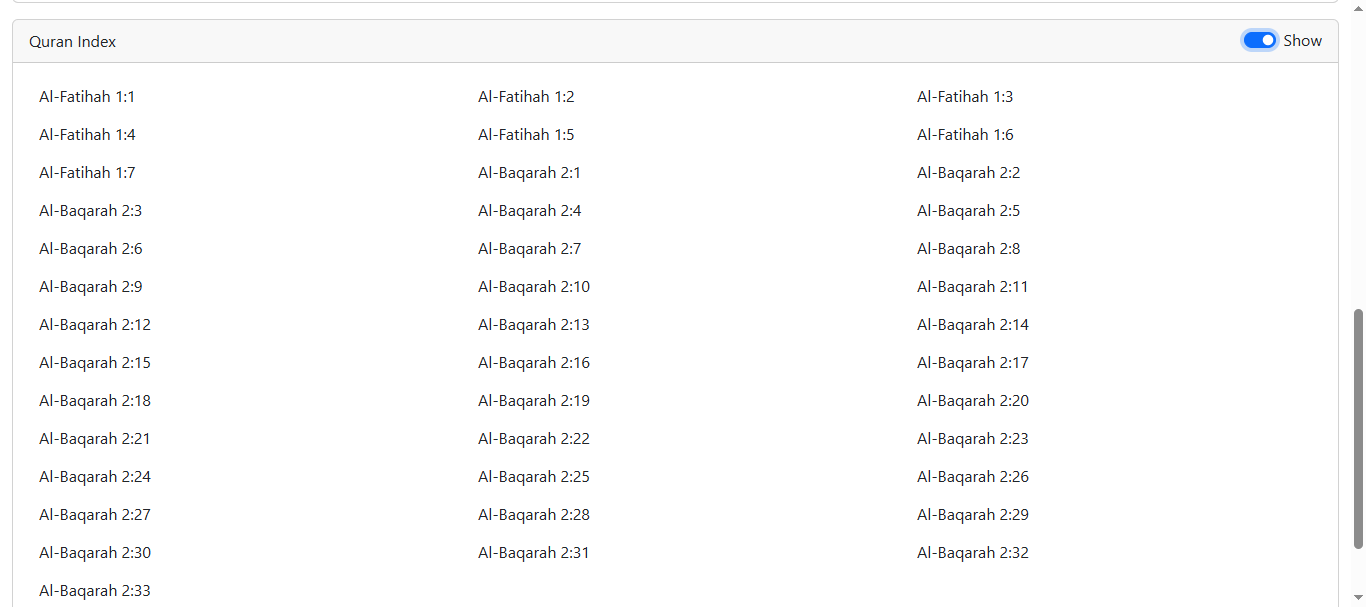 Quran Index Show
Al-Fatihah 1:1 Al-Fatihah 1:2 Al-Fatihah 1:3
Al-Fatihah 1:4 Al-Fatihah 1:5 Al-Fatihah 1:6
Al-Fatihah 1:7 Al-Baqarah 2:1 Al-Baqarah 2:2
Al-Baqarah 2:3 Al-Baqarah 2:4 Al-Baqarah 2:5
Al-Baqarah 2:6 Al-Baqarah 2:7 Al-Baqarah 2:8
Al-Baqarah 2:9 Al-Baqarah 2:10 Al-Baqarah 2:11
Al-Baqarah 2:12 Al-Baqarah 2:13 Al-Baqarah 2:14
Al-Baqarah 2:15 Al-Baqarah 2:16 Al-Baqarah 2:17
Al-Baqarah 2:18 Al-Baqarah 2:19 Al-Baqarah 2:20
Al-Baqarah 2:21 Al-Baqarah 2:22 Al-Baqarah 2:23
Al-Baqarah 2:24 Al-Baqarah 2:25 Al-Baqarah 2:26
Al-Baqarah 2:27 Al-Baqarah 2:28 Al-Baqarah 2:29
Al-Baqarah 2:30 Al-Baqarah 2:31 Al-Baqarah 2:32
Al-Baqarah 2:33